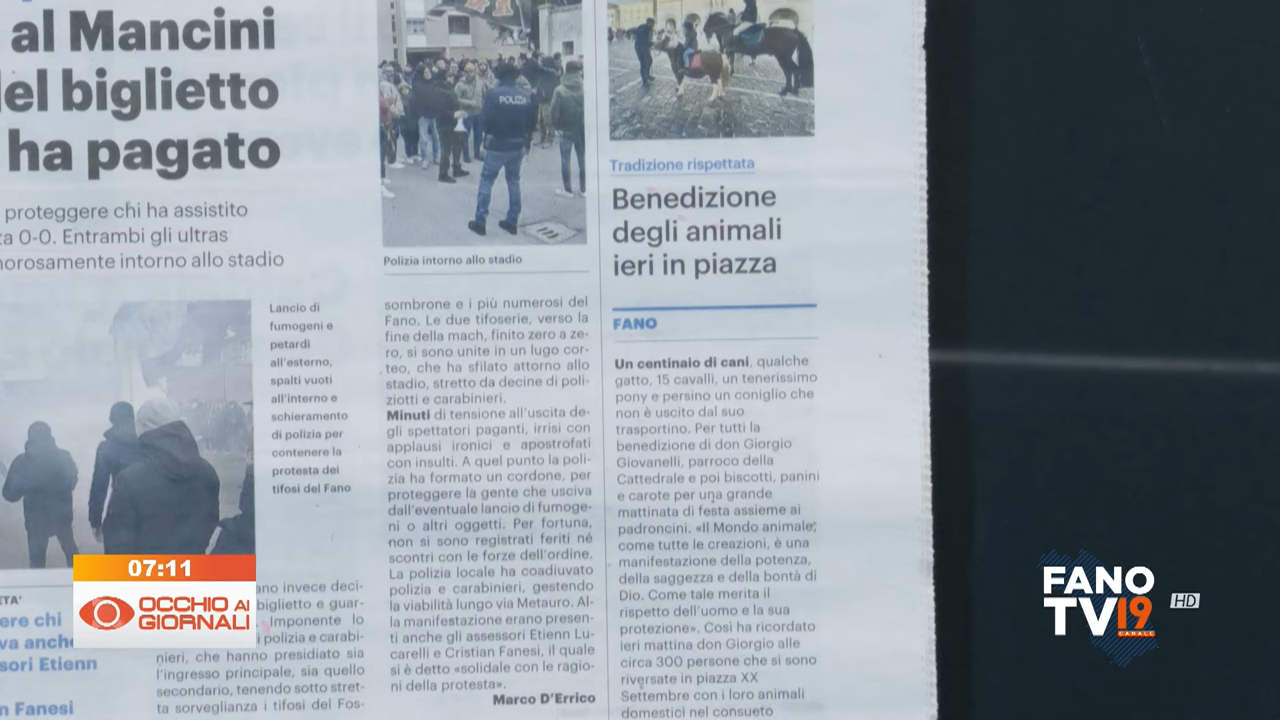 al Mancini
del biglietto
ha pagato
proteggere chi ha assistito
0-0. Entrambi gli ultras
intorno allo stadio
Lancio di
fumogeni e
petardi
all'esterno,
spalti vuoti
all'interno e
schieramento
di polizia per
contenere la
protesta dei
tifosi del Fano
chi
anche
Etienn
Fanesi
invece deci-
biglietto e guar-
imponente lo
polizia e carabi-
nieri, che hanno presidiato sia
l'ingresso principale, sia quello
secondario, tenendo sotto stret-
ta sorveglianza i tifosi del Fos-
POLIZIA
Polizia intorno allo stadio
sombrone e i più numerosi del
Fano. Le due tifoserie, verso la
fine della mach, finito zero a ze-
ro, si sono unite in un lugo cor-
teo, che ha sfilato attorno allo
stadio, stretto da decine di poli-
ziotti e carabinieri.
Minuti di tensione all'uscita de-
gli spettatori paganti, irrisi con
applausi ironici e apostrofati
con insulti. A quel punto la poli-
zia ha formato un cordone, per
proteggere la gente che usciva
dall'eventuale lancio di fumoge-
ni o altri oggetti. Per fortuna,
non si sono registrati feriti né
scontri con le forze dell'ordine.
La polizia locale ha coadiuvato
polizia e carabinieri, gestendo
la viabilità lungo via Metauro. Al-
la manifestazione erano presen-
ti anche gli assessori Etienn Lu-
carelli e Cristian Fanesi, il quale
si è detto «solidale con le ragio-
ni della protesta».
Marco D'Errico
Tradizione rispettata
Benedizione
degli animali
ieri in piazza
FANO
Un centinaio di cani, qualche
gatto, 15 cavalli, un tenerissimo
pony e persino un coniglio che
non è uscito dal suo
trasportino. Per tutti la
benedizione di don Giorgio
Giovanelli, parroco della
Cattedrale e poi biscotti, panini
e carote per una grande
mattinata di festa assieme ai
padroncini. «Il Mondo animale,
come tutte le creazioni, è una
manifestazione della potenza,
della saggezza e della bontà di
Dio. Come tale merita il
rispetto dell'uomo e la sua
protezione». Così ha ricordato
ieri mattina don Giorgio alle
circa 300 persone che si sono
riversate in piazza XX
Settembre con i loro animali
domestici nel consueto
07:11
OCCHIO AI
GIORNALI
FANO
TV19
CANALE
HD